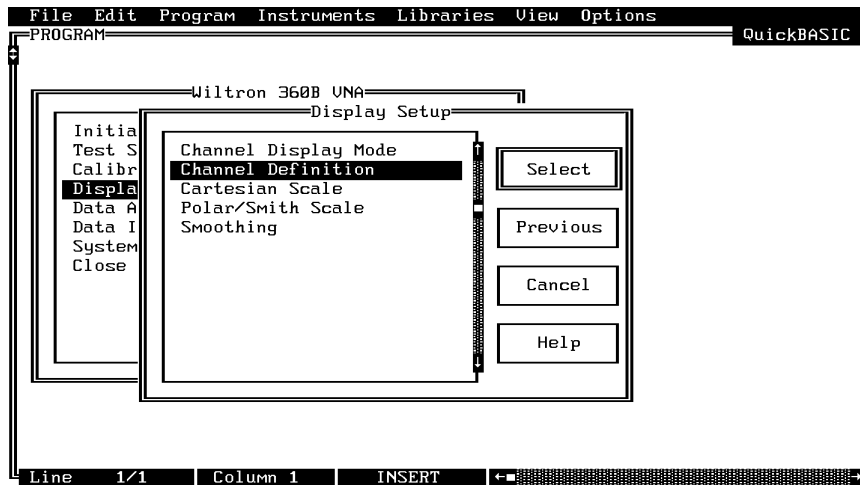 File Edit Program Instruments Libraries View Options
PROGRAM
QuickBASIC
Wiltron 360B VNA
Display Setup
Initia
Test S
Calibr
Displa
Data A
Data I
System
Close
Channel Display Mode
Channel Definition
Cartesian Scale
Polar/Smith Scale
Smoothing
Select
Previous
Cancel
Help
Line 1/1 Column 1 INSERT